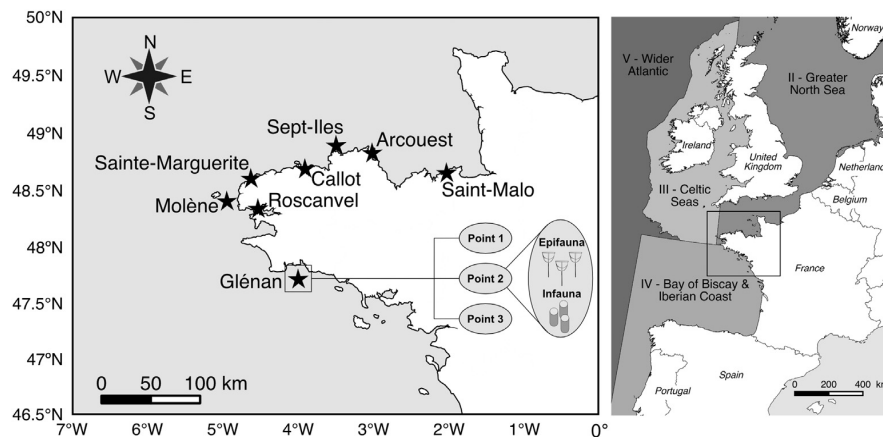 50°N
49.5°N
49°N
48.5°N
48°N
47.5°N
47°N
46.5°N
7°W
6°W
5°W
4°W
3°W
2°W
1°W
0°
N
W
E
S
Sept-Iles
Arcouest
Sainte-Marguerite
Callot
Saint-Malo
Molène
Roscanvel
Glénan
Point 1
Point 2
Point 3
Epifauna
Infauna
0 50 100 km
V - Wider
Atlantic
II - Greater
North Sea
Norway
Ireland
United
Kingdom
Netherland
Belgium
III - Celtic
Seas
France
IV - Bay of Biscay &
Iberian Coast
Portugal
Spain
0 200 400 km